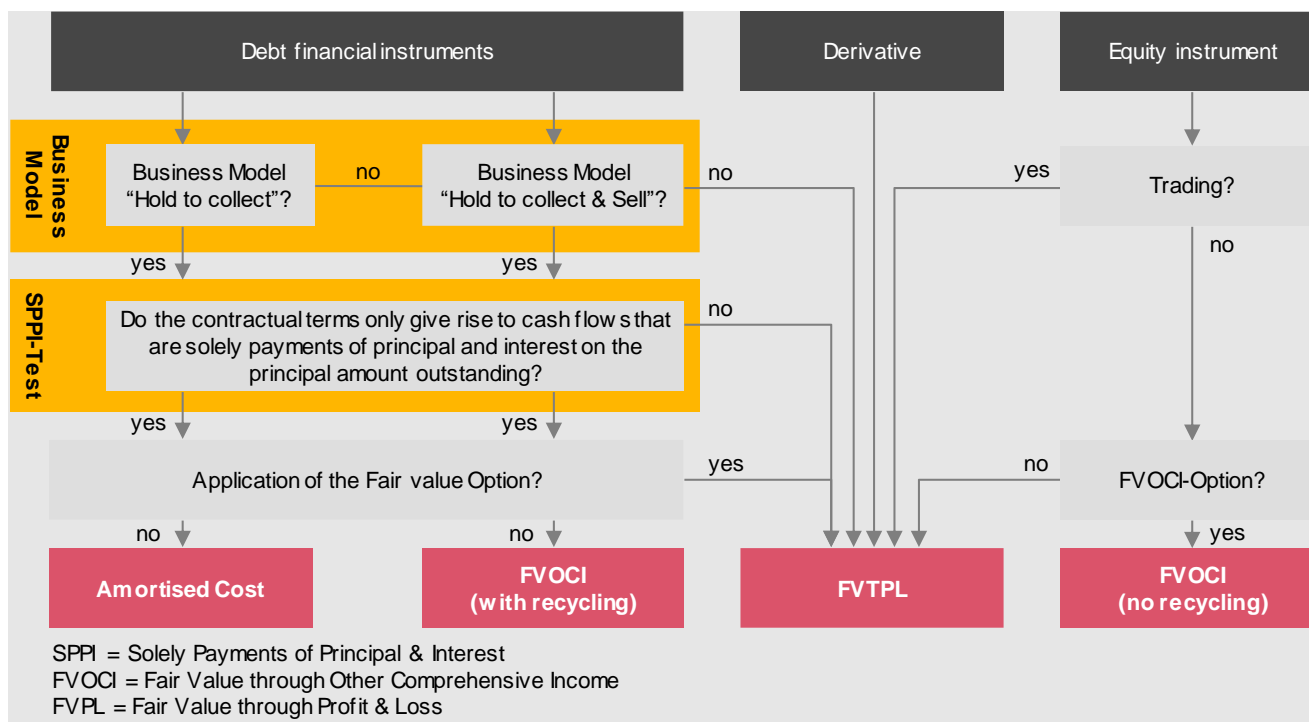 Debt financial instruments
Derivative
Equity instrument
Business
Model
Business Model
“Hold to collect”?
no
Business Model
“Hold to collect & Sell”?
no
yes
Trading?
yes
yes
no
SPPI-Test
Do the contractual terms only give rise to cash flows that
are solely payments of principal and interest on the
principal amount outstanding?
no
yes
yes
Application of the Fair value Option?
yes
no
FVOCI-Option?
no
no
yes
Amortised Cost
FVOCI
(with recycling)
FVTPL
FVOCI
(no recycling)
SPPI = Solely Payments of Principal & Interest
FVOCI = Fair Value through Other Comprehensive Income
FVPL = Fair Value through Profit & Loss